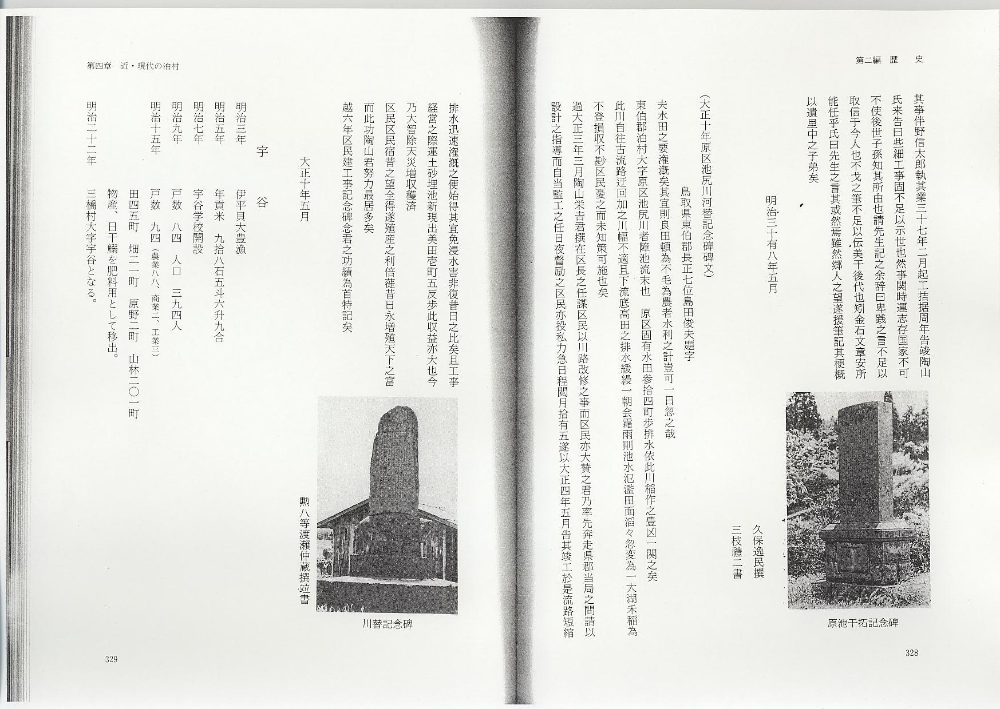 第二編　歴　　史
其事伴野信太郎執其業三十七年二月起工拮据周年告竣陶山
氏来告曰些細工事固不足以示世也然事関時運志存国家不可
不使後世子孫知其所由也請先生記之余辞曰卑践之言不足以
取信于今人也不戈之筆不足以伝美干後代也矧金石文章安所
能任乎氏曰先生之言其或然焉雖然郷人之望遂援筆記其梗概
以遺里中之子弟矣
明治三十有八年五月
久保逸民撰
三枝禮二書
原池干拓記念碑
（大正十年原区池尻川河替記念碑碑文）
鳥取県東伯郡長正七位島田俊夫題字
夫水田之要潅漑矣其宜則良田頓為不毛為農者水利之計豈可一日忽之哉
東伯郡泊村大字原区池尻川者障池流末也　原区固有水田参拾四町歩排水依此川稲作之豊凶一関之矣
此川自往古流路迂回加之川幅不適且下流底高田之排水緩縵一朝会霜雨則池水氾濫田面滔々忽変為一大湖禾稲為
不登損収不尠区民憂之而未知策可施也矣
過大正三年三月陶山栄𠮷君撰在区長之任謀区民以川路改修之事而区民亦大賛之君乃率先奔走県郡当局之間請以
設計之指導而自当監工之任日夜督励之区民亦投私力急日程閲月拾有五遂以大正四年五月告其竣工於是流路短縮
328
第四章　近・現代の泊村
排水迅速潅漑之便始得其宜免浸水害非復昔日之比矣且工事
経営之際運土砂埋池新現出美田壱町五反歩此収益亦大也今
乃大智除天災増収穫済
区民区民宿昔之望全得遂殖産之利倍蓰昔日永増殖天下之富
而此功陶山君努力最居多矣
越六年区民建工事記念碑念君之功績為首特記矣
大正十年五月
勲八等渡瀬仲蔵撰竝書
川替記念碑
宇　　谷
明治三年　　伊平貝大豊漁
明治五年　　年貢米　九拾八石五斗六升九合
明治七年　　宇谷学校開設
明治九年　　戸数　八四　人口　三九四人
明治十五年　　戸数　九四（農業八八、商業二、工業三）
田四五町　畑二一町　原野二町　山林二〇一町
物産、日干鰯を肥料用として移出。
明治二十二年　　三橋村大字宇谷となる。
329